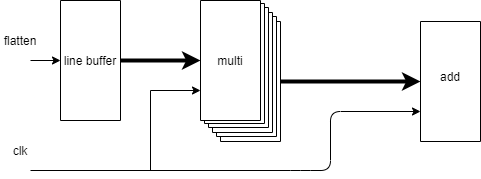 flatten
line buffer
multi
add
clk